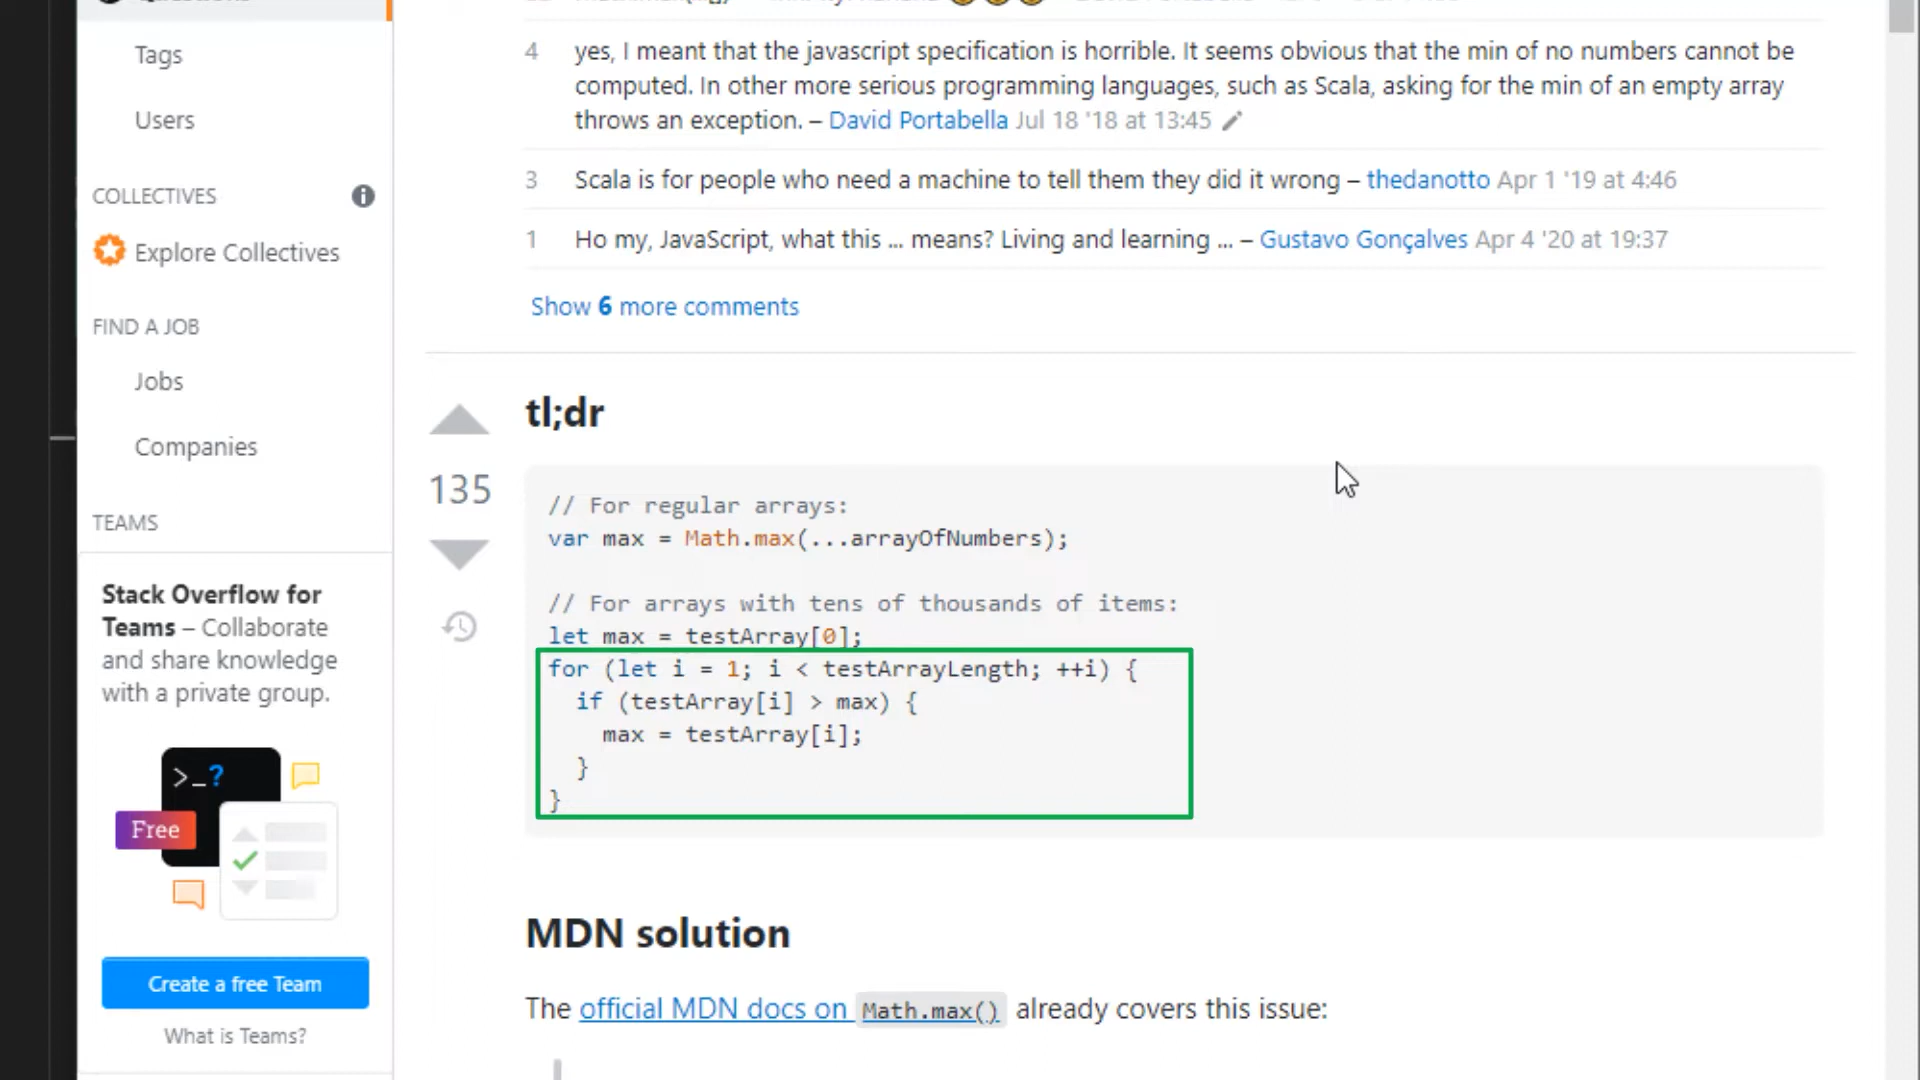 Tags
Users
COLLECTIVES
Explore Collectives
FIND A JOB
Jobs
Companies
TEAMS
Stack Overflow for
Teams – Collaborate
and share knowledge
with a private group.
>_?
Free
Create a free Team
What is Teams?
4 yes, I meant that the javascript specification is horrible. It seems obvious that the min of no numbers cannot be
computed. In other more serious programming languages, such as Scala, asking for the min of an empty array
throws an exception. – David Portabella Jul 18 '18 at 13:45
3 Scala is for people who need a machine to tell them they did it wrong – thedanotto Apr 1 '19 at 4:46
1 Ho my, JavaScript, what this ... means? Living and learning ... – Gustavo Gonçalves Apr 4 '20 at 19:37
Show 6 more comments
135
tl;dr
// For regular arrays:
var max = Math.max(...arrayOfNumbers);
// For arrays with tens of thousands of items:
let max = testArray[0];
for (let i = 1; i < testArrayLength; ++i) {
if (testArray[i] > max) {
max = testArray[i];
}
}
MDN solution
The official MDN docs on Math.max() already covers this issue: